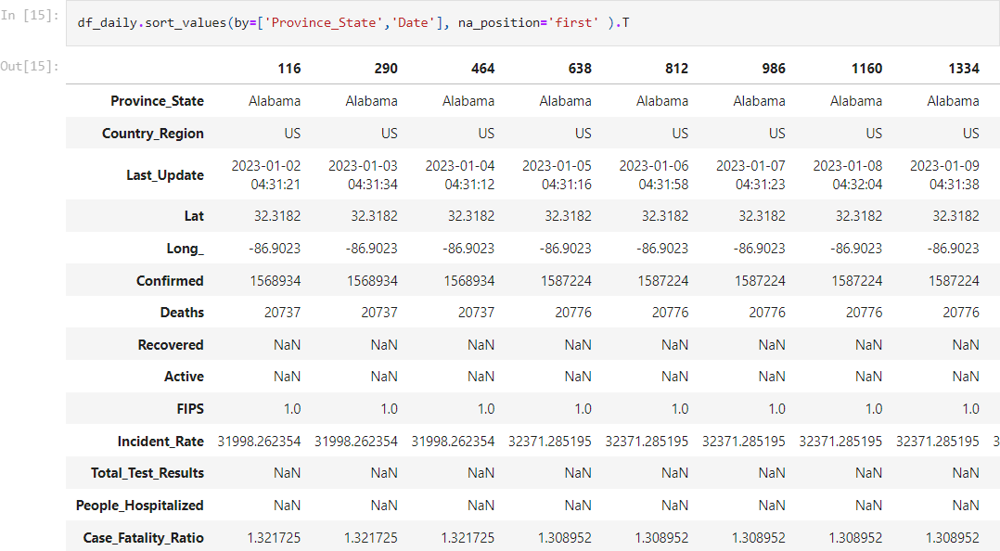 In [15]: df_daily.sort_values(by=['Province_State','Date'], na_position='first' ).T
Out[15]:
116 290 464 638 812 986 1160 1334
Province_State Alabama Alabama Alabama Alabama Alabama Alabama Alabama Alabama
Country_Region US US US US US US US US
Last_Update 2023-01-02 04:31:21 2023-01-03 04:31:34 2023-01-04 04:31:12 2023-01-05 04:31:16 2023-01-06 04:31:58 2023-01-07 04:31:23 2023-01-08 04:32:04 2023-01-09 04:31:38
Lat 32.3182 32.3182 32.3182 32.3182 32.3182 32.3182 32.3182 32.3182
Long_ -86.9023 -86.9023 -86.9023 -86.9023 -86.9023 -86.9023 -86.9023 -86.9023
Confirmed 1568934 1568934 1568934 1587224 1587224 1587224 1587224 1587224
Deaths 20737 20737 20737 20776 20776 20776 20776 20776
Recovered NaN NaN NaN NaN NaN NaN NaN NaN
Active NaN NaN NaN NaN NaN NaN NaN NaN
FIPS 1.0 1.0 1.0 1.0 1.0 1.0 1.0 1.0
Incident_Rate 31998.262354 31998.262354 31998.262354 32371.285195 32371.285195 32371.285195 32371.285195 32371.285195 3
Total_Test_Results NaN NaN NaN NaN NaN NaN NaN NaN
People_Hospitalized NaN NaN NaN NaN NaN NaN NaN NaN
Case_Fatality_Ratio 1.321725 1.321725 1.321725 1.308952 1.308952 1.308952 1.308952 1.308952